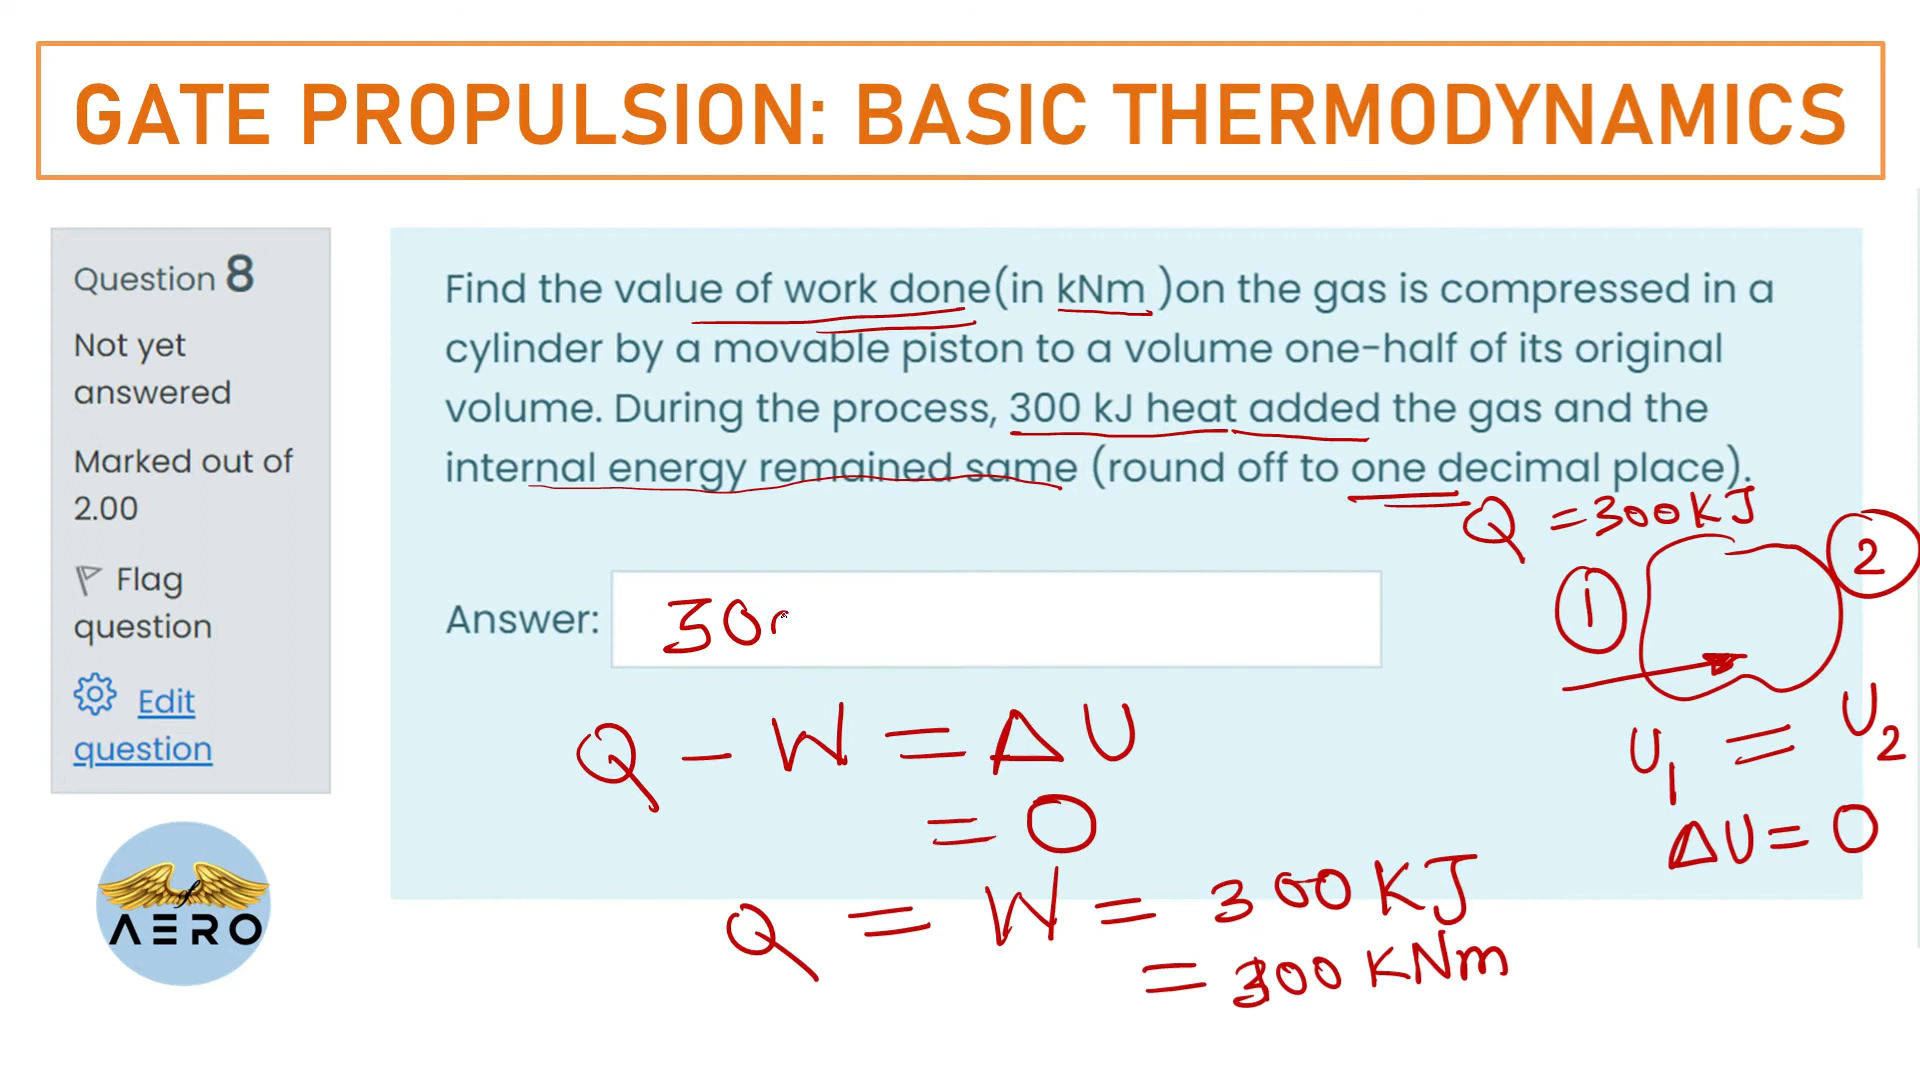 GATE PROPULSION: BASIC THERMODYNAMICS
Question 8
Not yet
answered
Marked out of
2.00
Flag
question
Edit
question
of
AERO
Find the value of work done(in kNm )on the gas is compressed in a
cylinder by a movable piston to a volume one-half of its original
volume. During the process, 300 kJ heat added the gas and the
internal energy remained same (round off to one decimal place).
Answer: 300
Q = 300KJ
1
2
U1 = U2
ΔU = 0
Q - W = ΔU
= 0
Q = W = 300 KJ
= 300 KNm